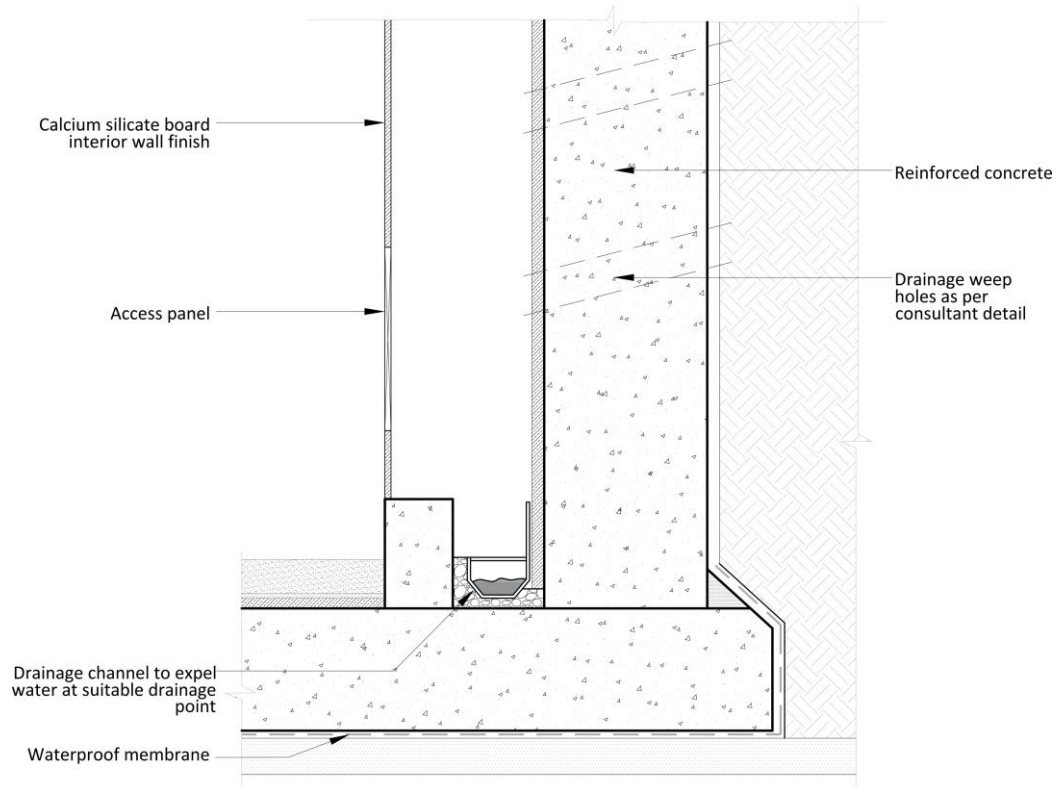 Calcium silicate board
interior wall finish
Reinforced concrete
Access panel
Drainage weep
holes as per
consultant detail
Drainage channel to expel
water at suitable drainage
point
Waterproof membrane